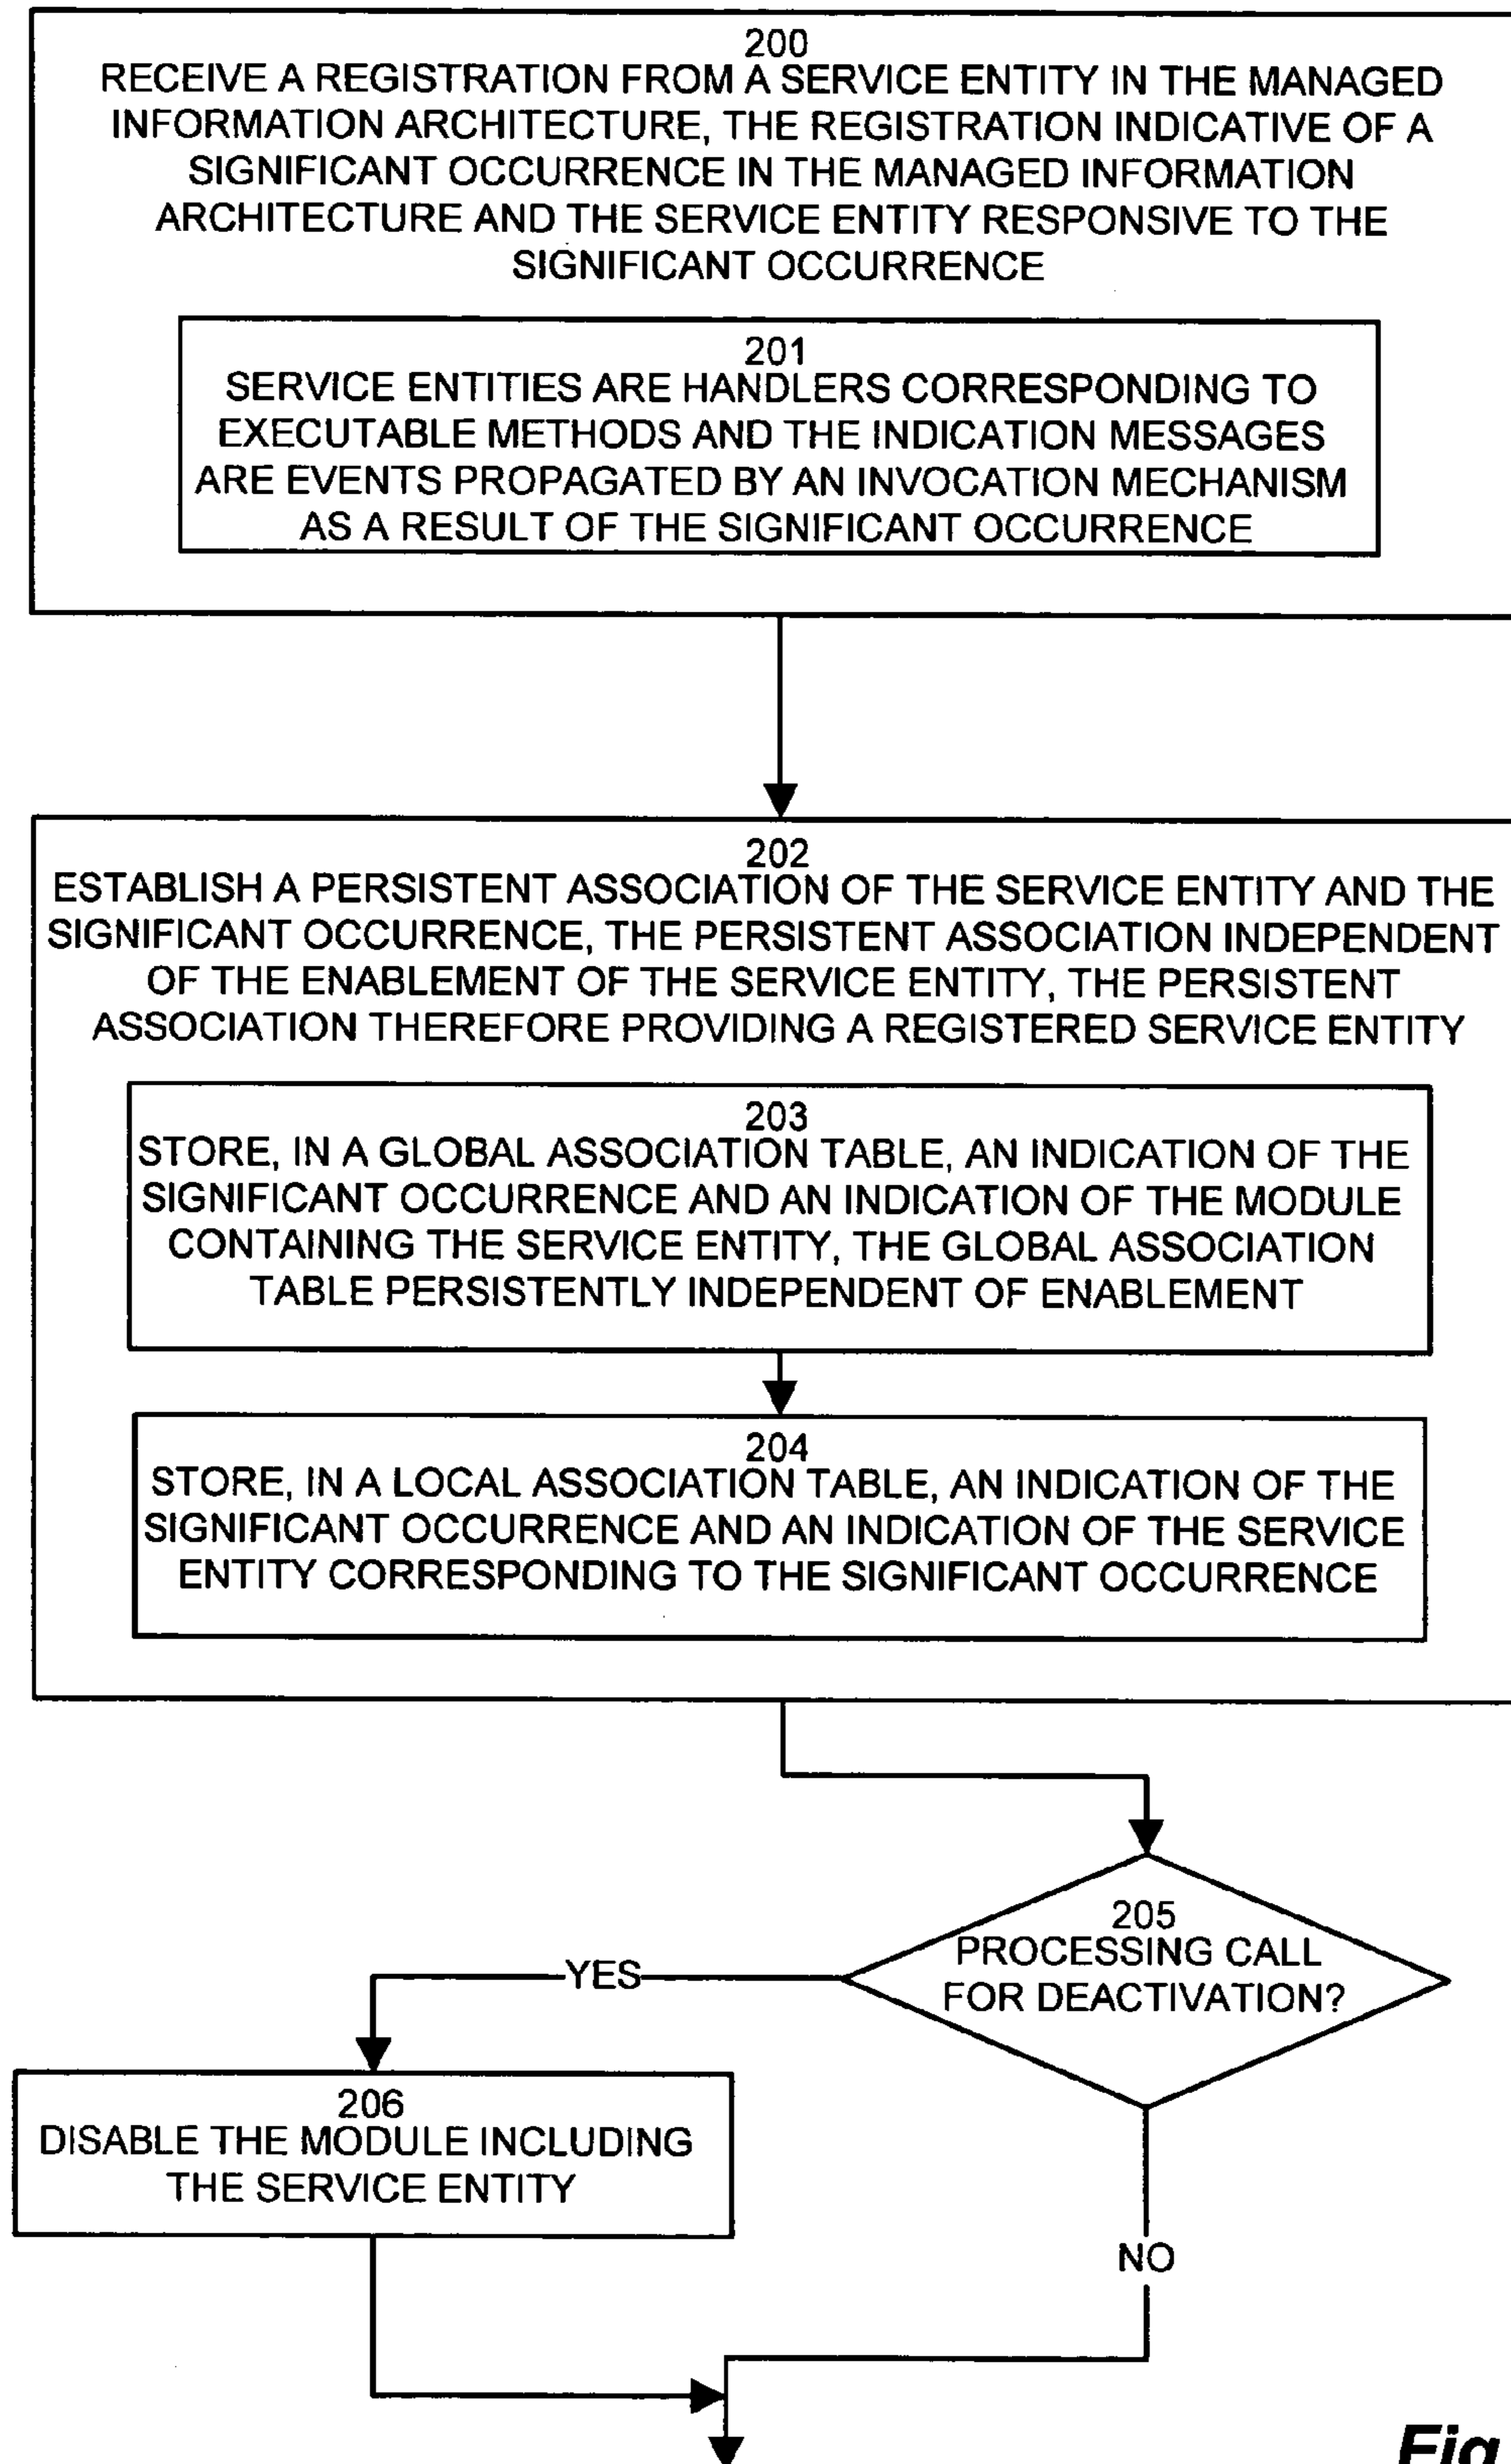 200
RECEIVE A REGISTRATION FROM A SERVICE ENTITY IN THE MANAGED
INFORMATION ARCHITECTURE, THE REGISTRATION INDICATIVE OF A
SIGNIFICANT OCCURRENCE IN THE MANAGED INFORMATION
ARCHITECTURE AND THE SERVICE ENTITY RESPONSIVE TO THE
SIGNIFICANT OCCURRENCE
201
SERVICE ENTITIES ARE HANDLERS CORRESPONDING TO
EXECUTABLE METHODS AND THE INDICATION MESSAGES
ARE EVENTS PROPAGATED BY AN INVOCATION MECHANISM
AS A RESULT OF THE SIGNIFICANT OCCURRENCE
202
ESTABLISH A PERSISTENT ASSOCIATION OF THE SERVICE ENTITY AND THE
SIGNIFICANT OCCURRENCE, THE PERSISTENT ASSOCIATION INDEPENDENT
OF THE ENABLEMENT OF THE SERVICE ENTITY, THE PERSISTENT
ASSOCIATION THEREFORE PROVIDING A REGISTERED SERVICE ENTITY
203
STORE, IN A GLOBAL ASSOCIATION TABLE, AN INDICATION OF THE
SIGNIFICANT OCCURRENCE AND AN INDICATION OF THE MODULE
CONTAINING THE SERVICE ENTITY, THE GLOBAL ASSOCIATION
TABLE PERSISTENTLY INDEPENDENT OF ENABLEMENT
204
STORE, IN A LOCAL ASSOCIATION TABLE, AN INDICATION OF THE
SIGNIFICANT OCCURRENCE AND AN INDICATION OF THE SERVICE
ENTITY CORRESPONDING TO THE SIGNIFICANT OCCURRENCE
205
PROCESSING CALL
FOR DEACTIVATION?
YES
206
DISABLE THE MODULE INCLUDING
THE SERVICE ENTITY
NO
Fig